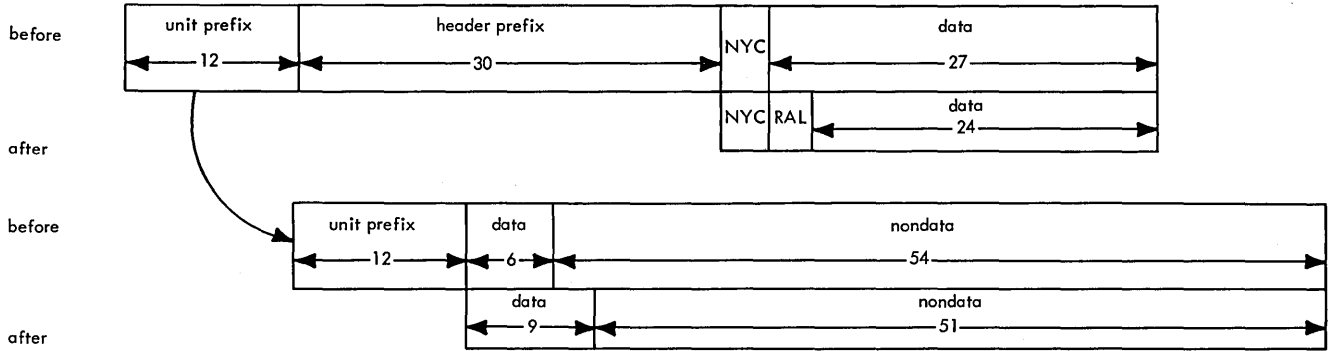 before
unit prefix
header prefix
NYC
data
12
30
27
after
NYC
RAL
data
24
before
unit prefix
data
nondata
12
6
54
after
data
nondata
9
51